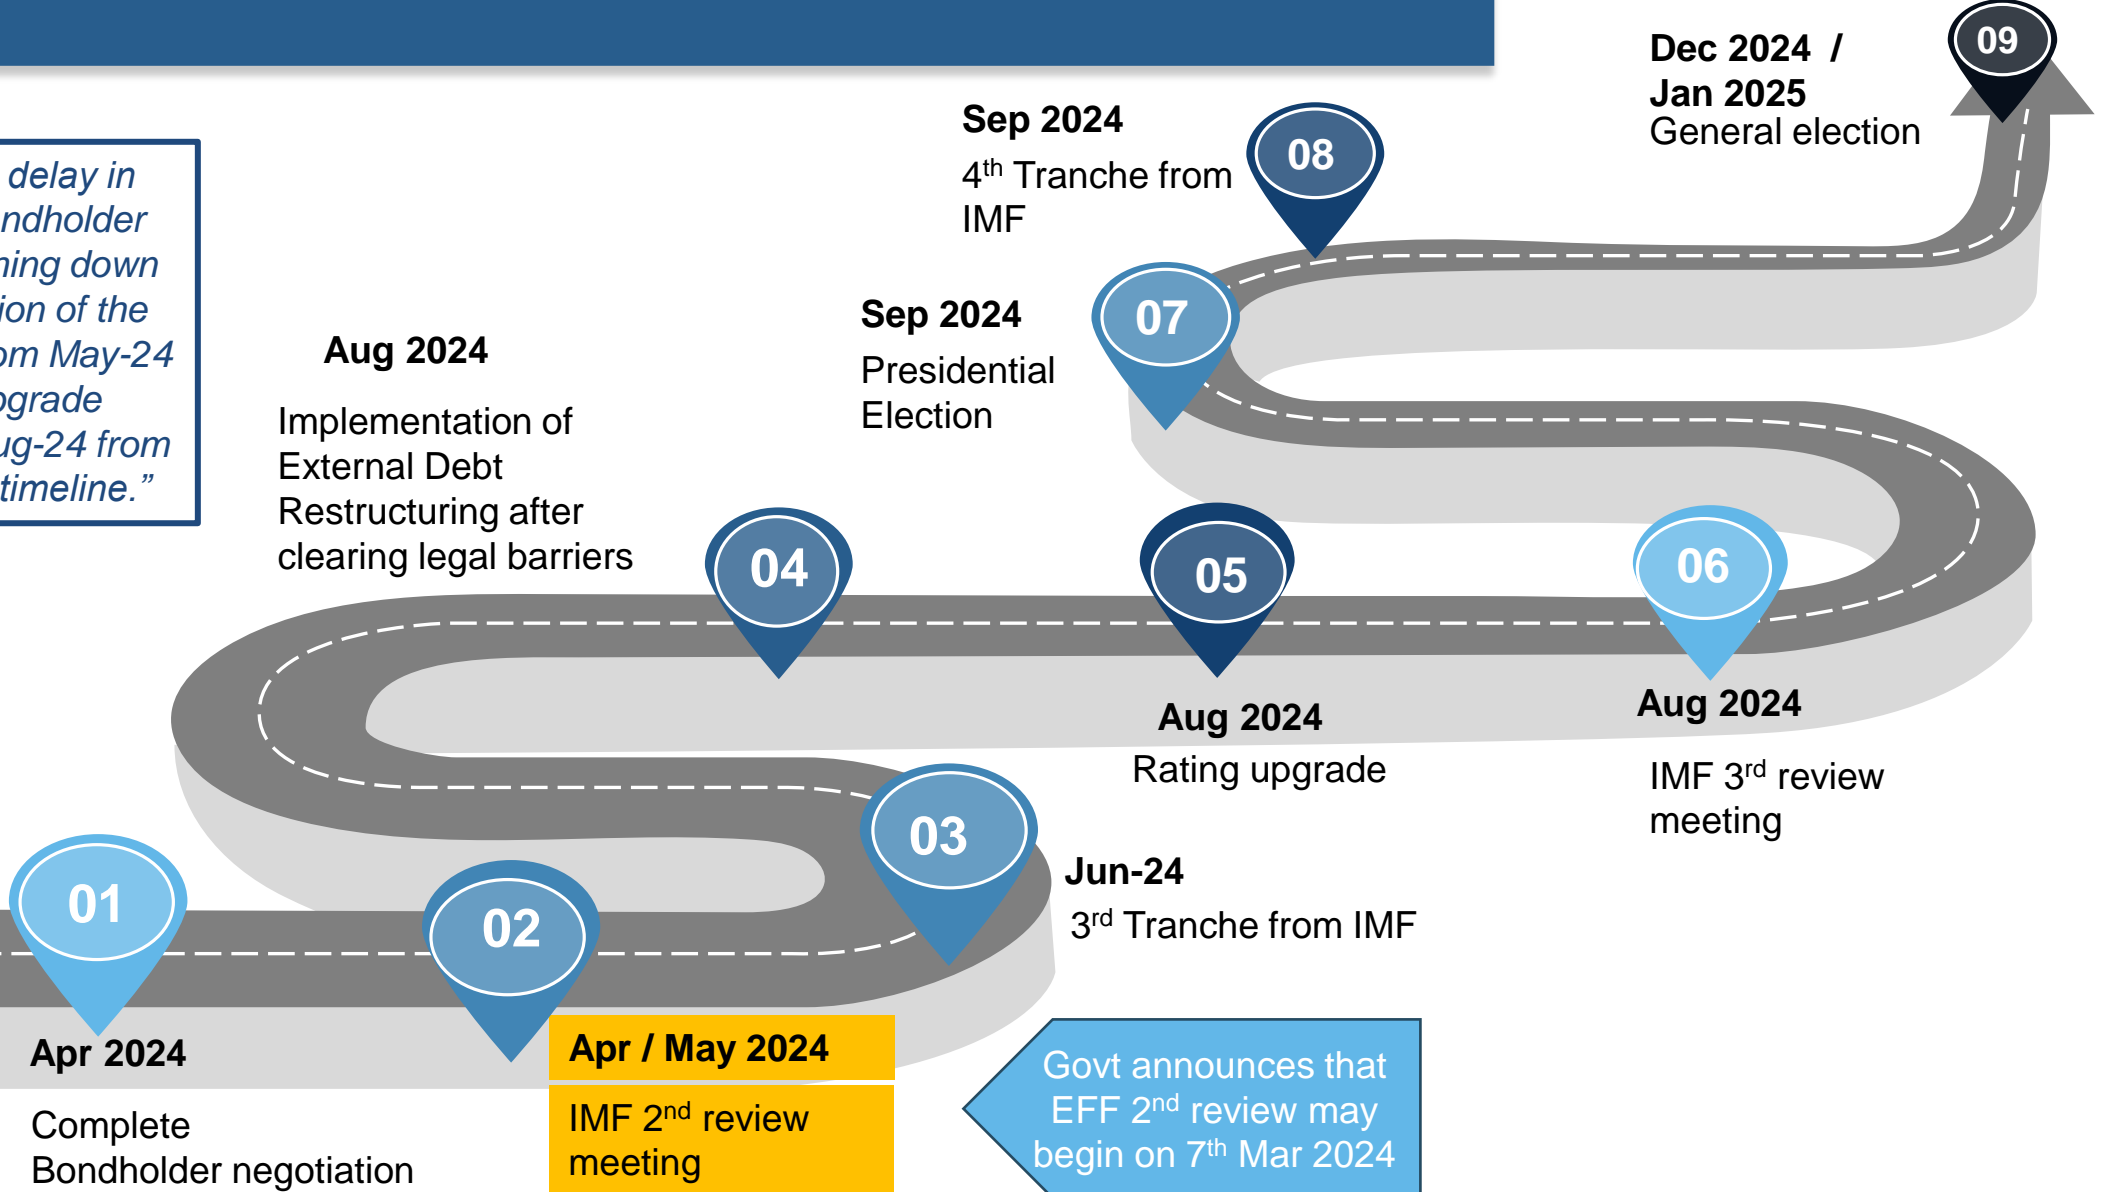 delay in
ndholder
ning down
ion of the
om May-24
pgrade
ug-24 from
timeline.”
Dec 2024 /
Jan 2025
General election
09
Sep 2024
4th Tranche from
IMF
08
Sep 2024
Presidential
Election
07
Aug 2024
Implementation of
External Debt
Restructuring after
clearing legal barriers
04
05
Aug 2024
Rating upgrade
06
Aug 2024
IMF 3rd review
meeting
03
Jun-24
3rd Tranche from IMF
01
Apr 2024
Complete
Bondholder negotiation
02
Apr / May 2024
IMF 2nd review
meeting
Govt announces that
EFF 2nd review may
begin on 7th Mar 2024